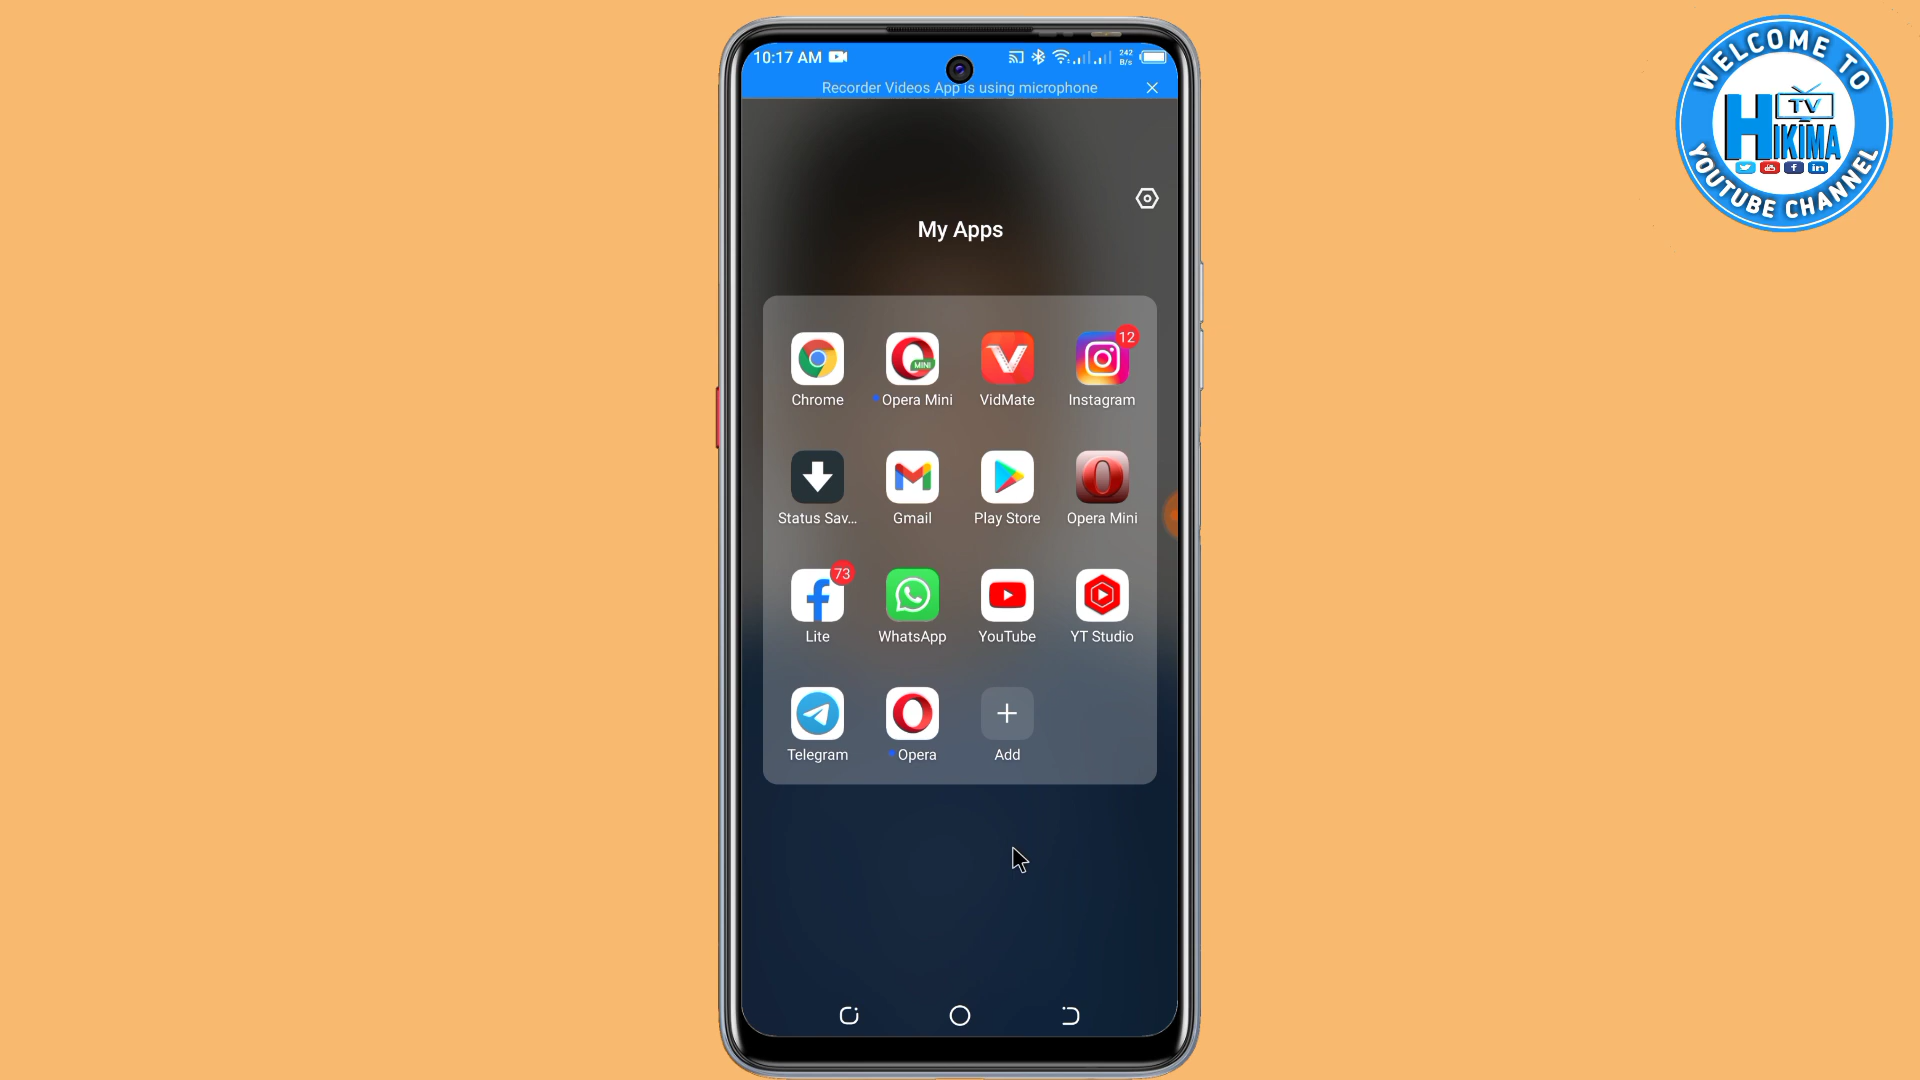 10:17 AM
242
B/s
Recorder Videos App is using microphone
My Apps
12
MINI
Chrome
Opera Mini
VidMate
Instagram
Status Sav...
Gmail
Play Store
Opera Mini
73
Lite
WhatsApp
YouTube
YT Studio
Telegram
Opera
Add
WELCOME TO
TV
HIKIMA
YOUTUBE CHANNEL